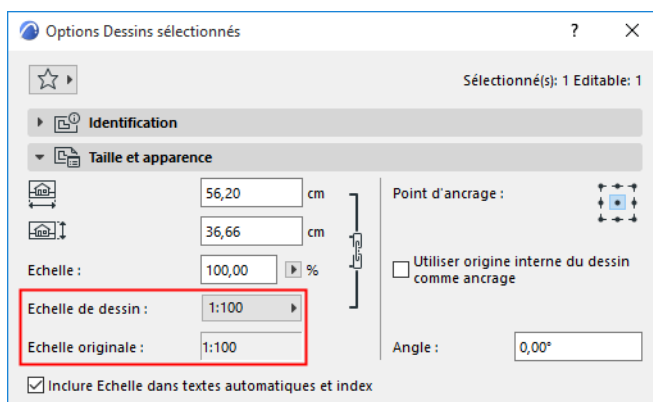 Options Dessins sélectionnés
?
Sélectionné(s): 1 Editable: 1
Identification
Taille et apparence
56,20 cm
Point d'ancrage :
36,66 cm
Echelle : 100,00 %
Utiliser origine interne du dessin
comme ancrage
Echelle de dessin : 1:100
Echelle originale : 1:100
Angle : 0,00°
Inclure Echelle dans textes automatiques et index